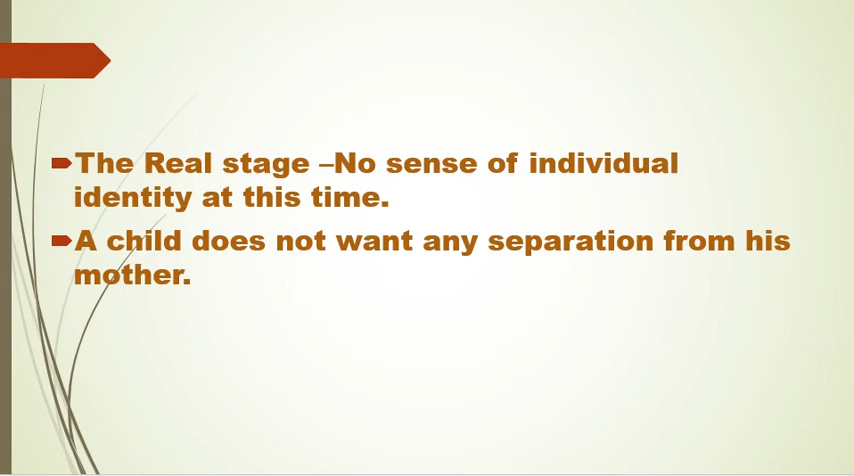 The Real stage –No sense of individual
identity at this time.
A child does not want any separation from his
mother.